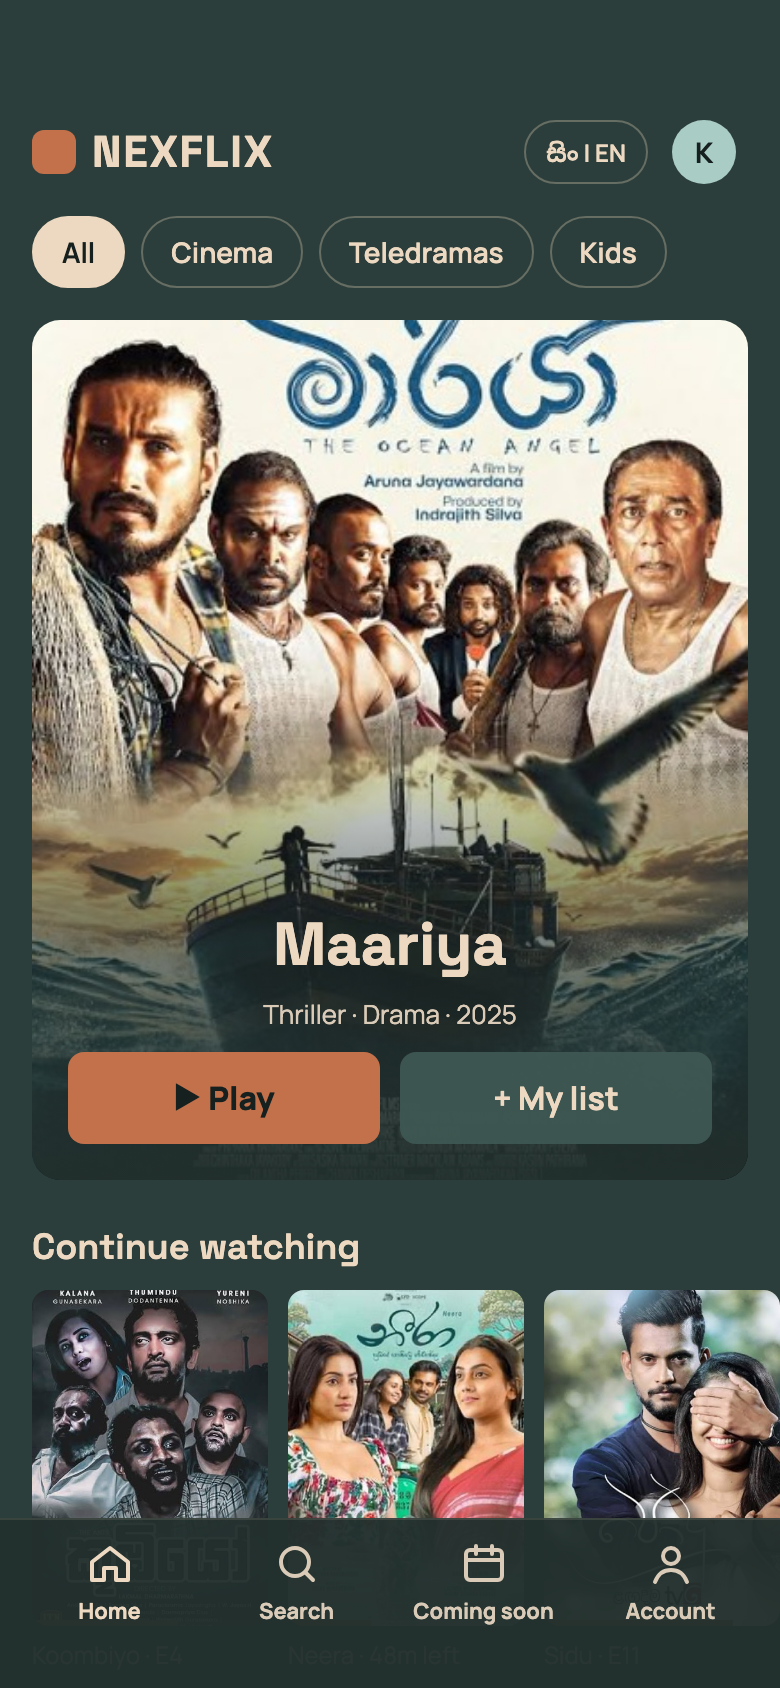 NEXFLIX
සිං | EN
K
All
Cinema
Teledramas
Kids
මාරියා
THE OCEAN ANGEL
A film by
Aruna Jayawardana
Produced by
Indrajith Silva
Maariya
Thriller · Drama · 2025
▶ Play
+ My list
Continue watching
KALANA
GUNASEKARA
THUMINDU
DODANTENNA
YURENI
NOSHIKA
Neera
නීරා
Home
Search
Coming soon
Account
Koombiyo · E4
Neera · 48m left
Sidu · E11